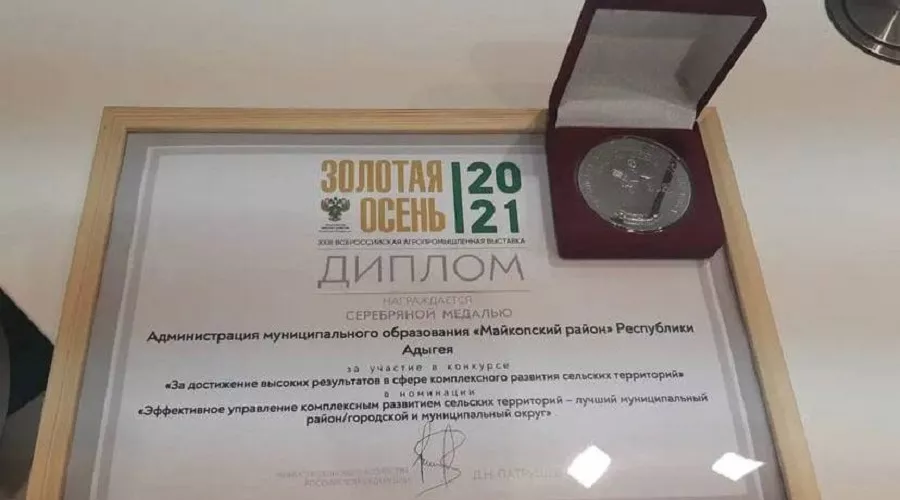 ЗОЛОТАЯ
ОСЕНЬ
20
21
XXIII ВСЕРОССИЙСКАЯ АГРОПРОМЫШЛЕННАЯ ВЫСТАВКА
ДИПЛОМ
НАГРАЖДАЕТСЯ
СЕРЕБРЯНОЙ МЕДАЛЬЮ
Администрация муниципального образования «Майкопский район» Республики
Адыгея
за участие в конкурсе
«За достижение высоких результатов в сфере комплексного развития сельских территорий»
в номинации
«Эффективное управление комплексным развитием сельских территорий – лучший муниципальный
район/городской и муниципальный округ»